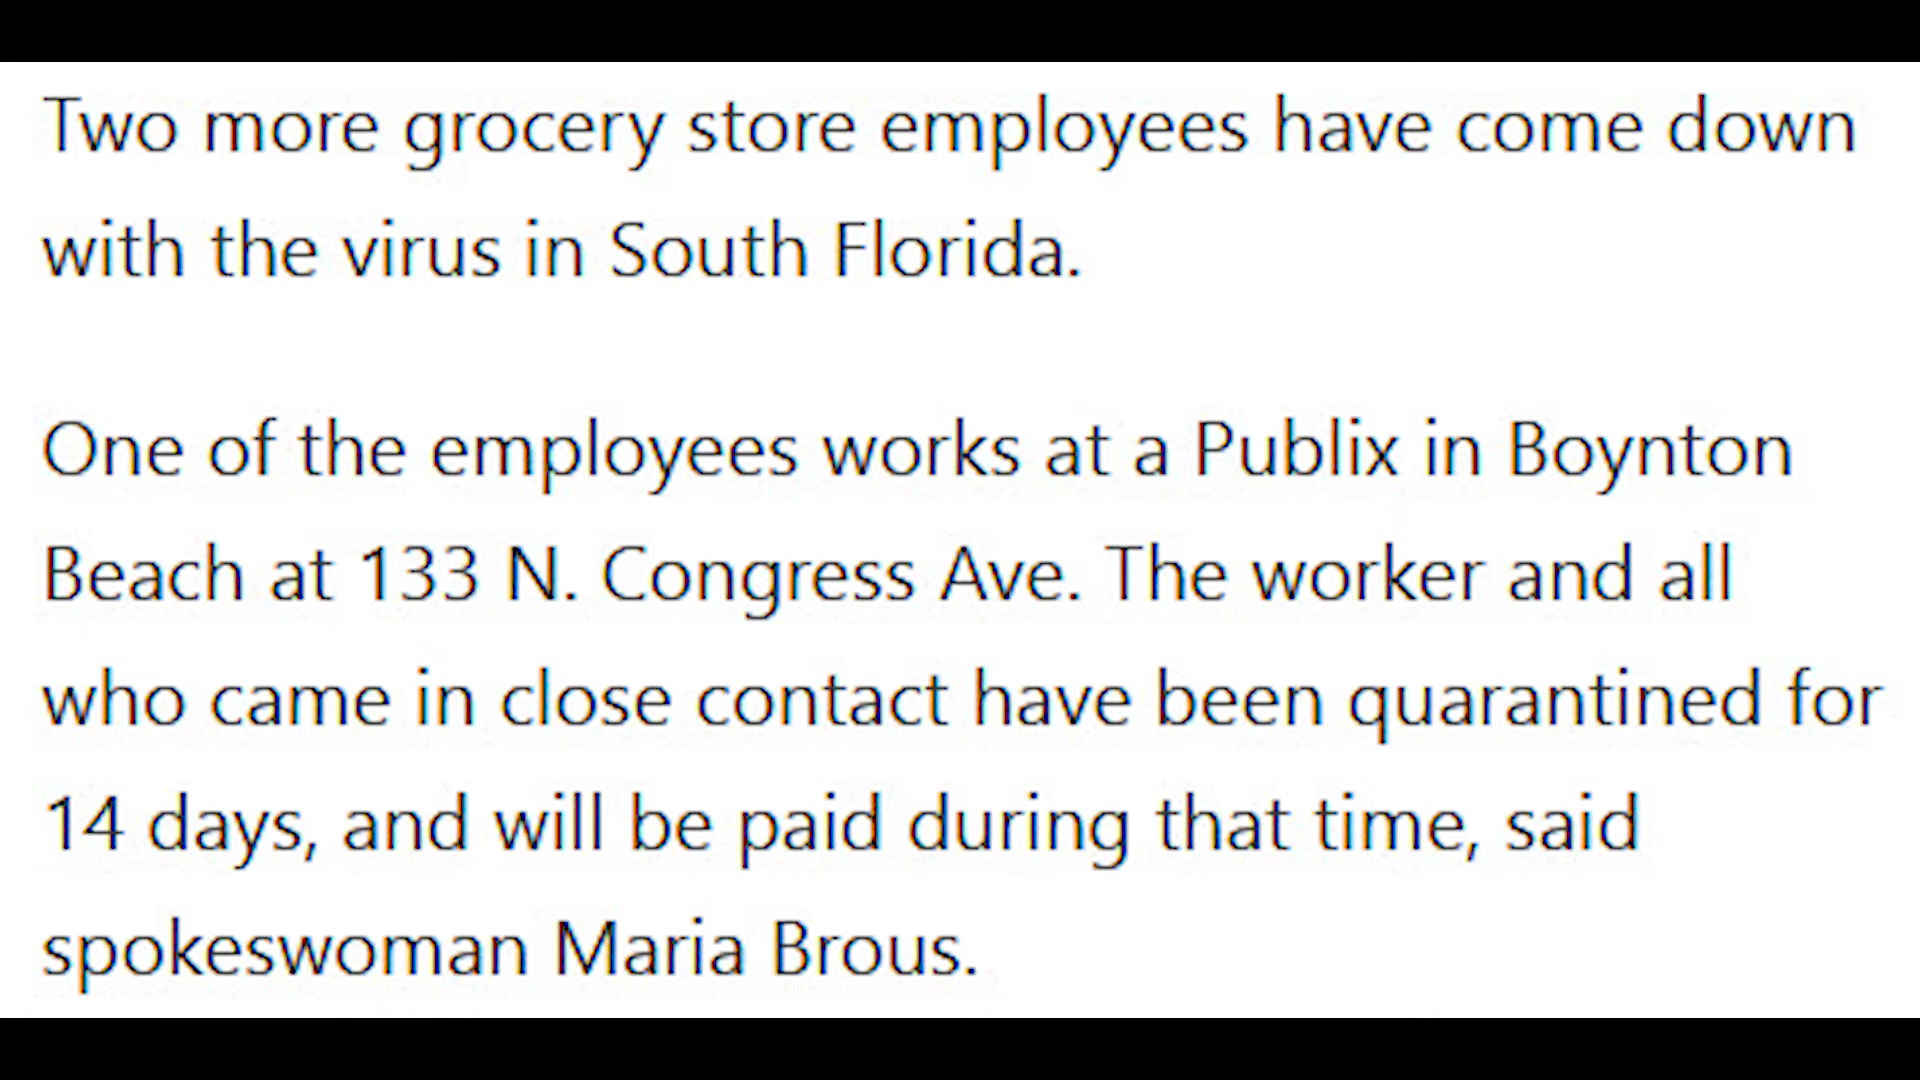 Two more grocery store employees have come down
with the virus in South Florida.
One of the employees works at a Publix in Boynton
Beach at 133 N. Congress Ave. The worker and all
who came in close contact have been quarantined for
14 days, and will be paid during that time, said
spokeswoman Maria Brous.